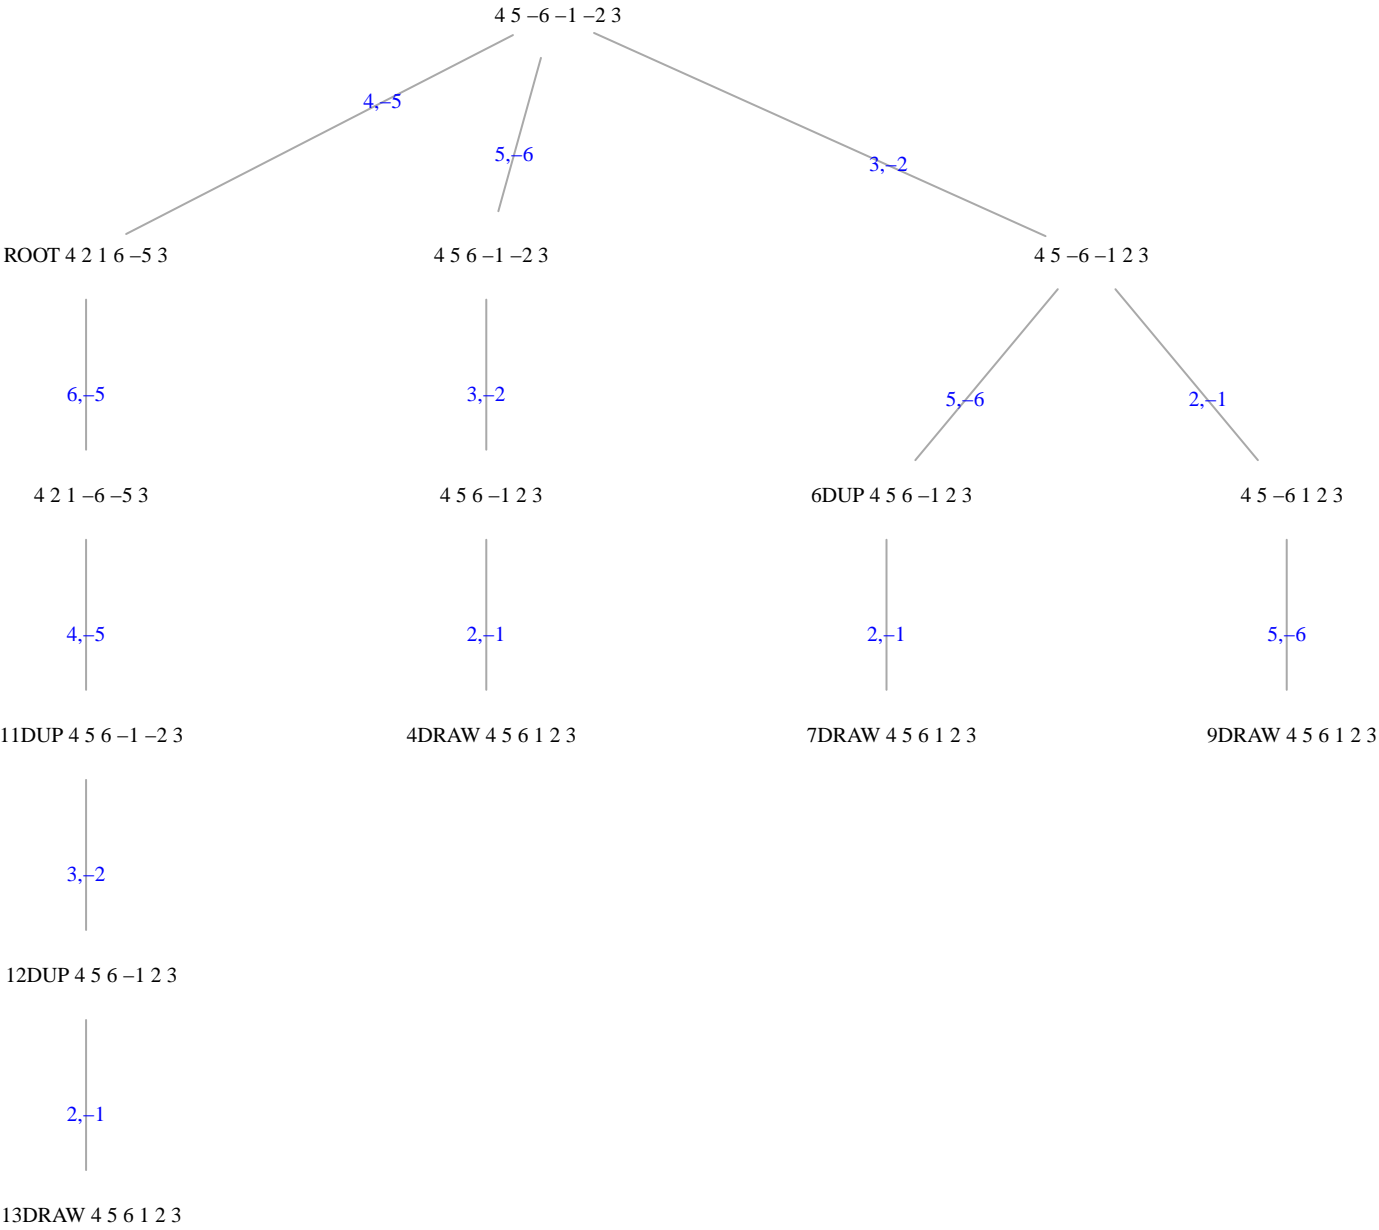 4 5 –6 –1 –2 3
4,–5
5,–6
3,–2
ROOT 4 2 1 6 –5 3
4 5 6 –1 –2 3
4 5 –6 –1 2 3
6,–5
3,–2
5,–6
2,–1
4 2 1 –6 –5 3
4 5 6 –1 2 3
6DUP 4 5 6 –1 2 3
4 5 –6 1 2 3
4,–5
2,–1
2,–1
5,–6
11DUP 4 5 6 –1 –2 3
4DRAW 4 5 6 1 2 3
7DRAW 4 5 6 1 2 3
9DRAW 4 5 6 1 2 3
3,–2
12DUP 4 5 6 –1 2 3
2,–1
13DRAW 4 5 6 1 2 3